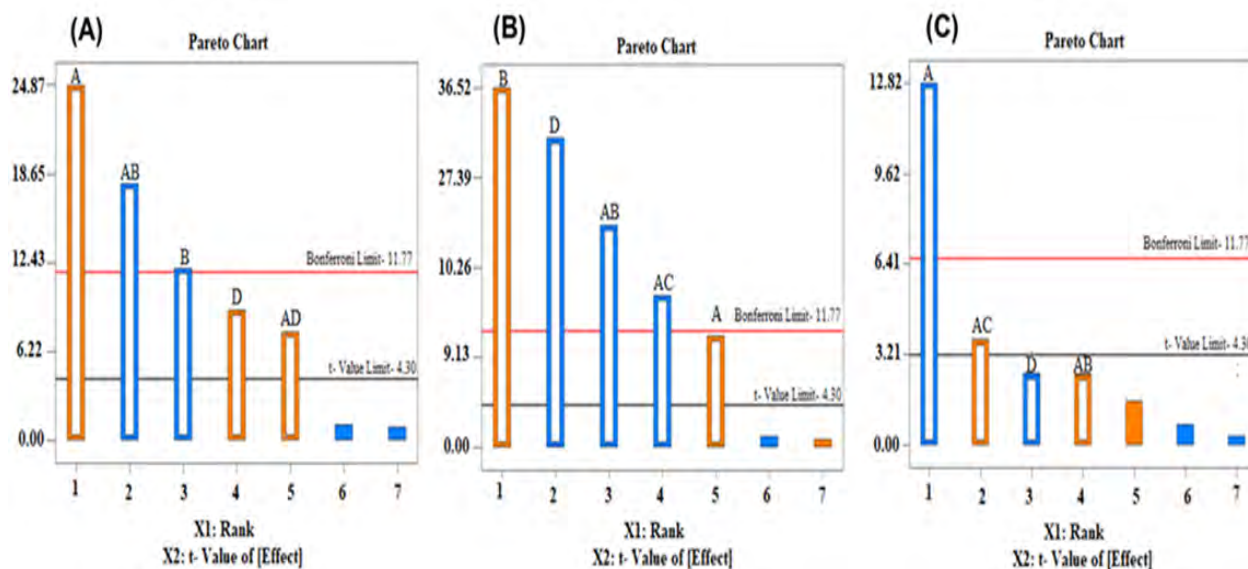 (A)
Pareto Chart
24.87
18.65
12.43
6.22
0.00
A
AB
B
D
AD
Bonferroni Limit- 11.77
t- Value Limit- 4.30
1 2 3 4 5 6 7
X1: Rank
X2: t- Value of [Effect]
(B)
Pareto Chart
36.52
27.39
10.26
9.13
0.00
B
D
AB
AC
A
Bonferroni Limit- 11.77
t- Value Limit- 4.30
1 2 3 4 5 6 7
X1: Rank
X2: t- Value of [Effect]
(C)
Pareto Chart
12.82
9.62
6.41
3.21
0.00
A
AC
D
AB
Bonferroni Limit- 11.77
t- Value Limit- 4.30
1 2 3 4 5 6 7
X1: Rank
X2: t- Value of [Effect]